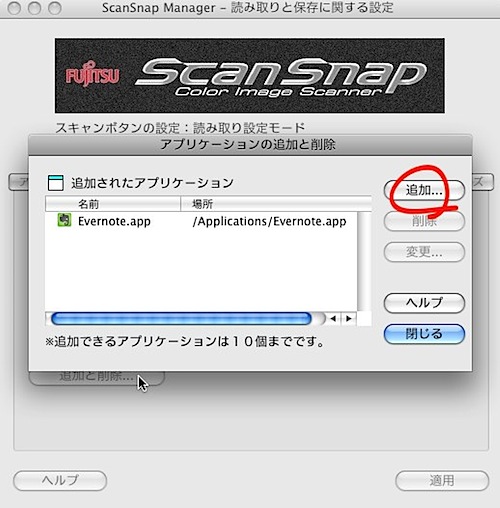 ScanSnap Manager – 読み取りと保存に関する設定
FUJITSU ScanSnap
Color Image Scanner
スキャンボタンの設定：読み取り設定モード
アプリケーションの追加と削除
追加されたアプリケーション
名前 場所
Evernote.app /Applications/Evernote.app
追加...
削除
変更...
ヘルプ
閉じる
※追加できるアプリケーションは１０個までです。
追加と削除...
ヘルプ
適用